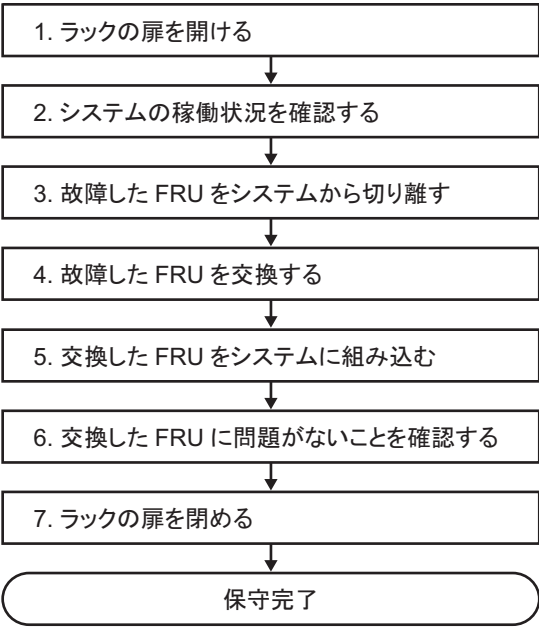 1. ラックの扉を開ける
2. システムの稼働状況を確認する
3. 故障した FRU をシステムから切り離す
4. 故障した FRU を交換する
5. 交換した FRU をシステムに組み込む
6. 交換した FRU に問題がないことを確認する
7. ラックの扉を閉める
保守完了